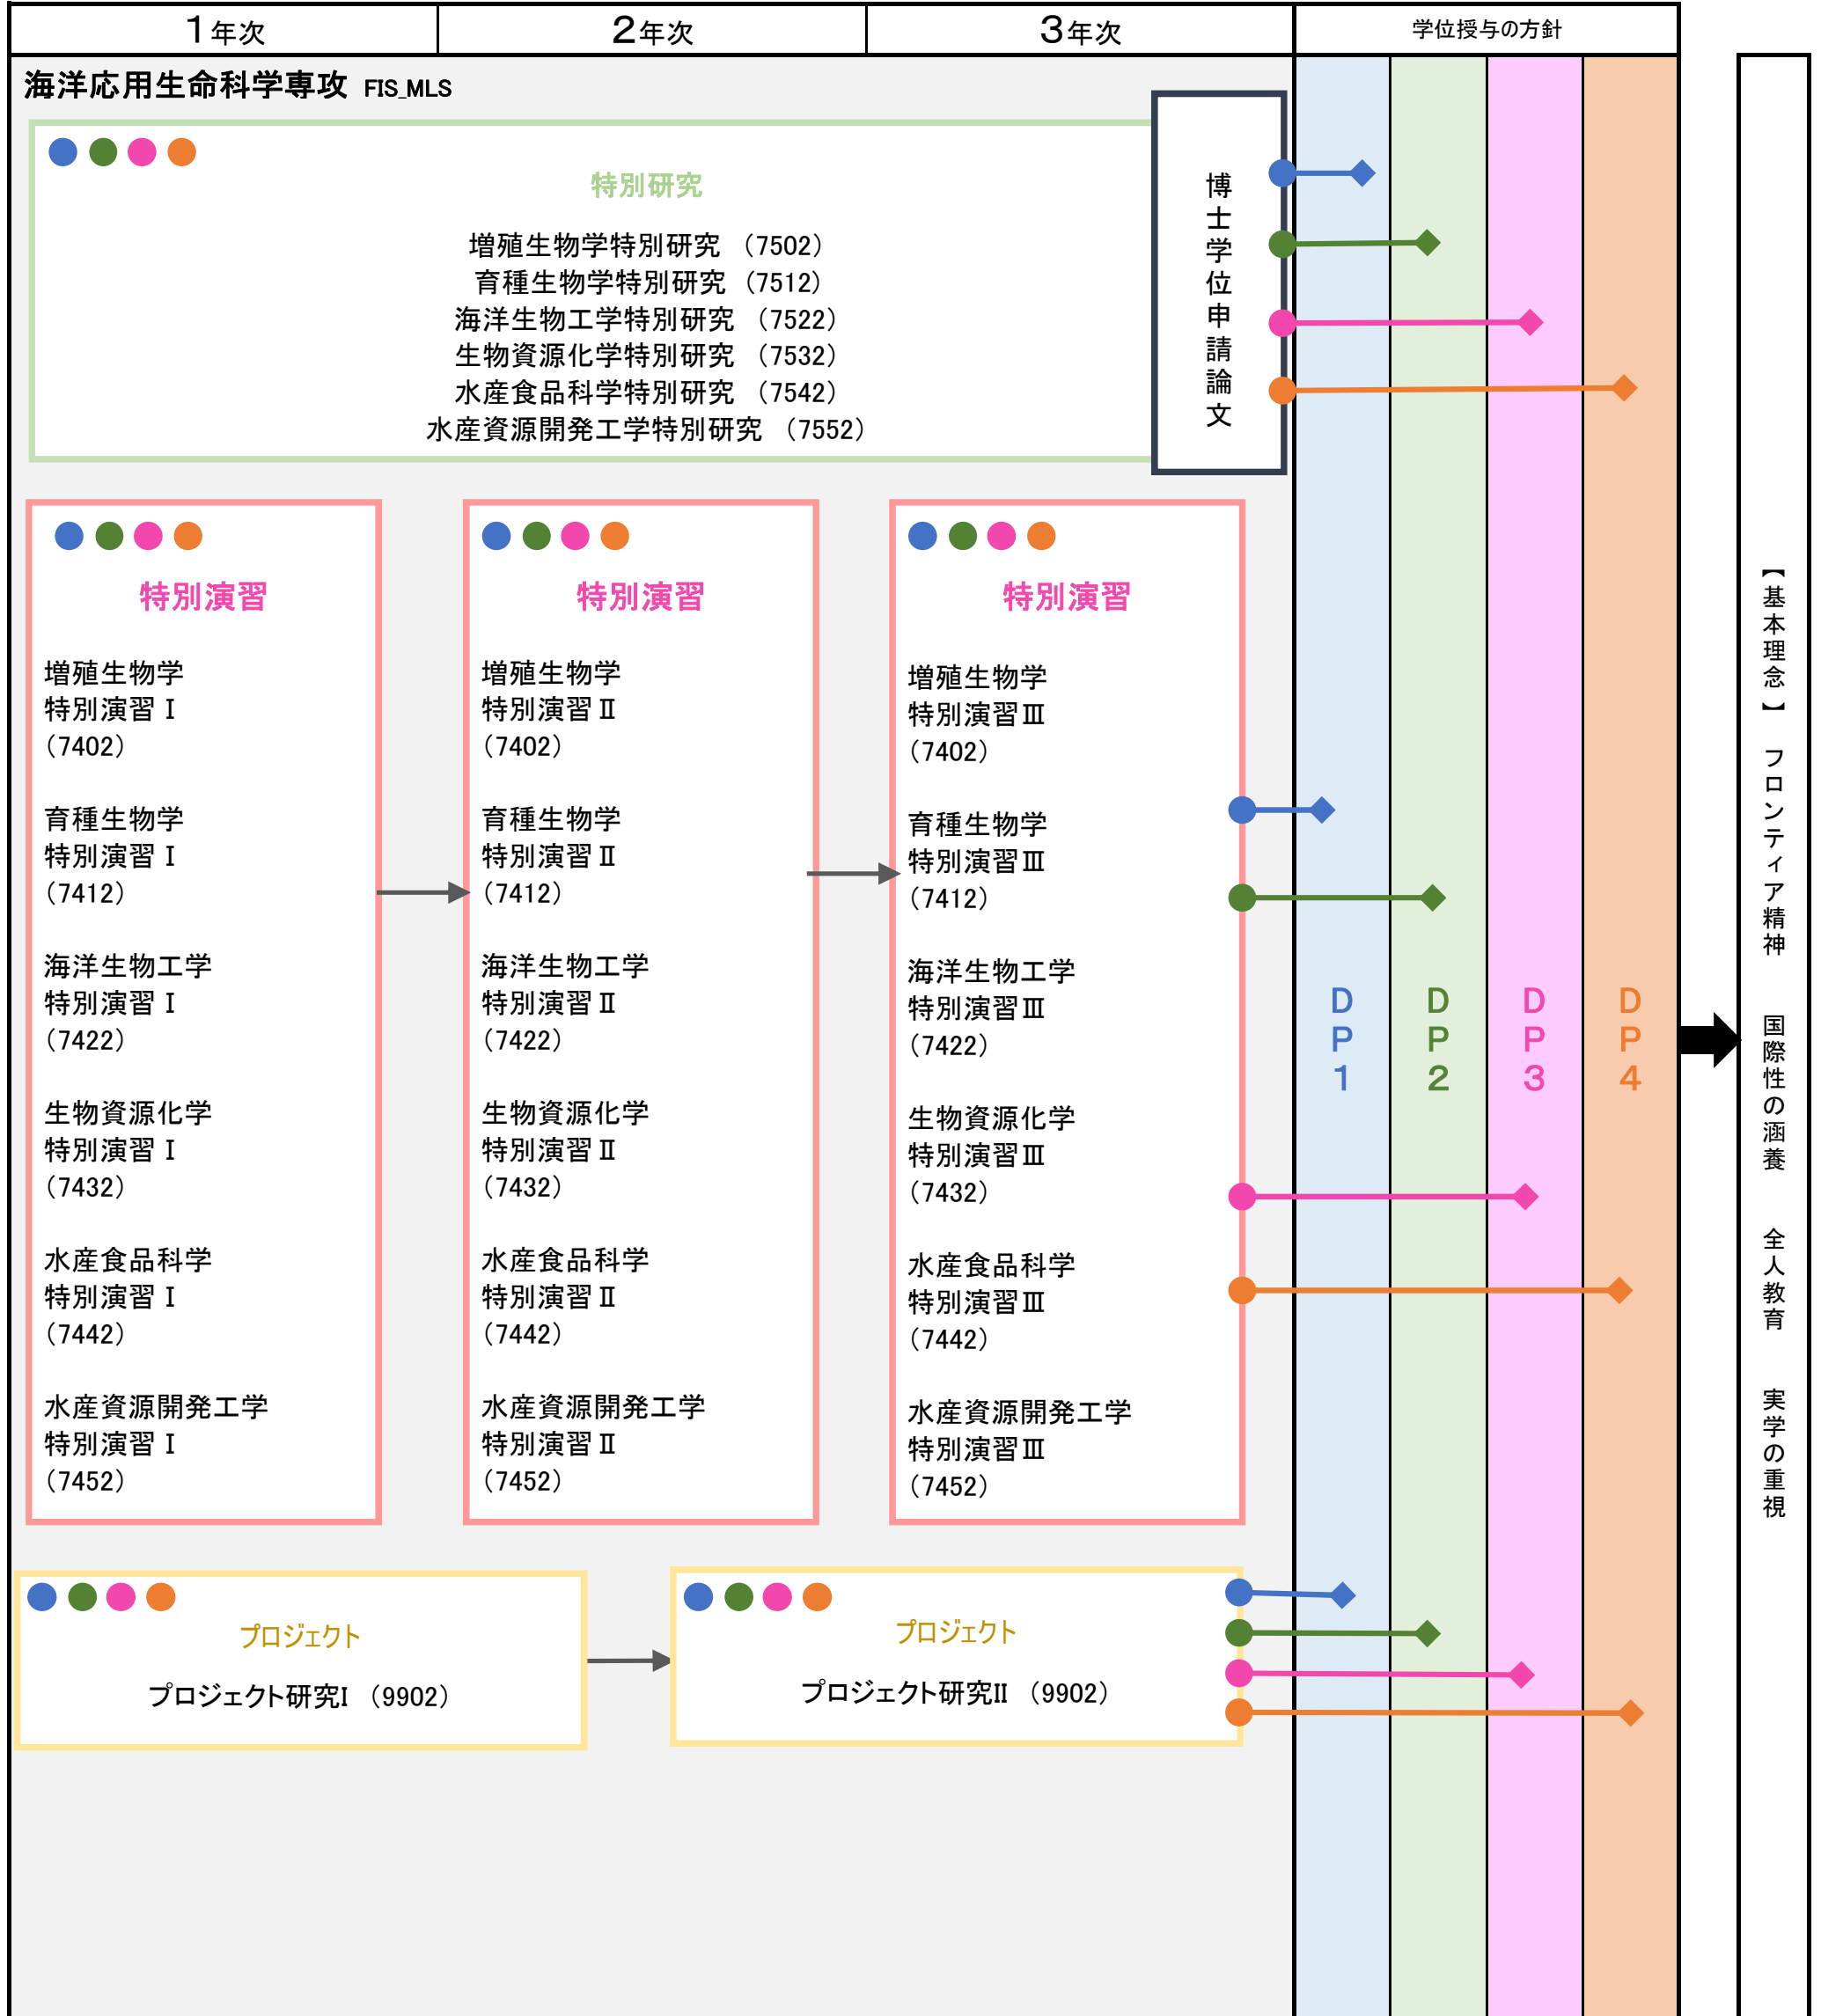 1年次
2年次
3年次
学位授与の方針
海洋応用生命科学専攻 FIS_MLS
特別研究
増殖生物学特別研究 （7502）
育種生物学特別研究 （7512）
海洋生物工学特別研究 （7522）
生物資源化学特別研究 （7532）
水産食品科学特別研究 （7542）
水産資源開発工学特別研究 （7552）
博士学位申請論文
特別演習
増殖生物学
特別演習Ⅰ
（7402）
育種生物学
特別演習Ⅰ
（7412）
海洋生物工学
特別演習Ⅰ
（7422）
生物資源化学
特別演習Ⅰ
（7432）
水産食品科学
特別演習Ⅰ
（7442）
水産資源開発工学
特別演習Ⅰ
（7452）
特別演習
増殖生物学
特別演習Ⅱ
（7402）
育種生物学
特別演習Ⅱ
（7412）
海洋生物工学
特別演習Ⅱ
（7422）
生物資源化学
特別演習Ⅱ
（7432）
水産食品科学
特別演習Ⅱ
（7442）
水産資源開発工学
特別演習Ⅱ
（7452）
特別演習
増殖生物学
特別演習Ⅲ
（7402）
育種生物学
特別演習Ⅲ
（7412）
海洋生物工学
特別演習Ⅲ
（7422）
生物資源化学
特別演習Ⅲ
（7432）
水産食品科学
特別演習Ⅲ
（7442）
水産資源開発工学
特別演習Ⅲ
（7452）
プロジェクト
プロジェクト研究I （9902）
プロジェクト
プロジェクト研究II （9902）
DP1
DP2
DP3
DP4
【基本理念】 フロンティア精神 国際性の涵養 全人教育 実学の重視